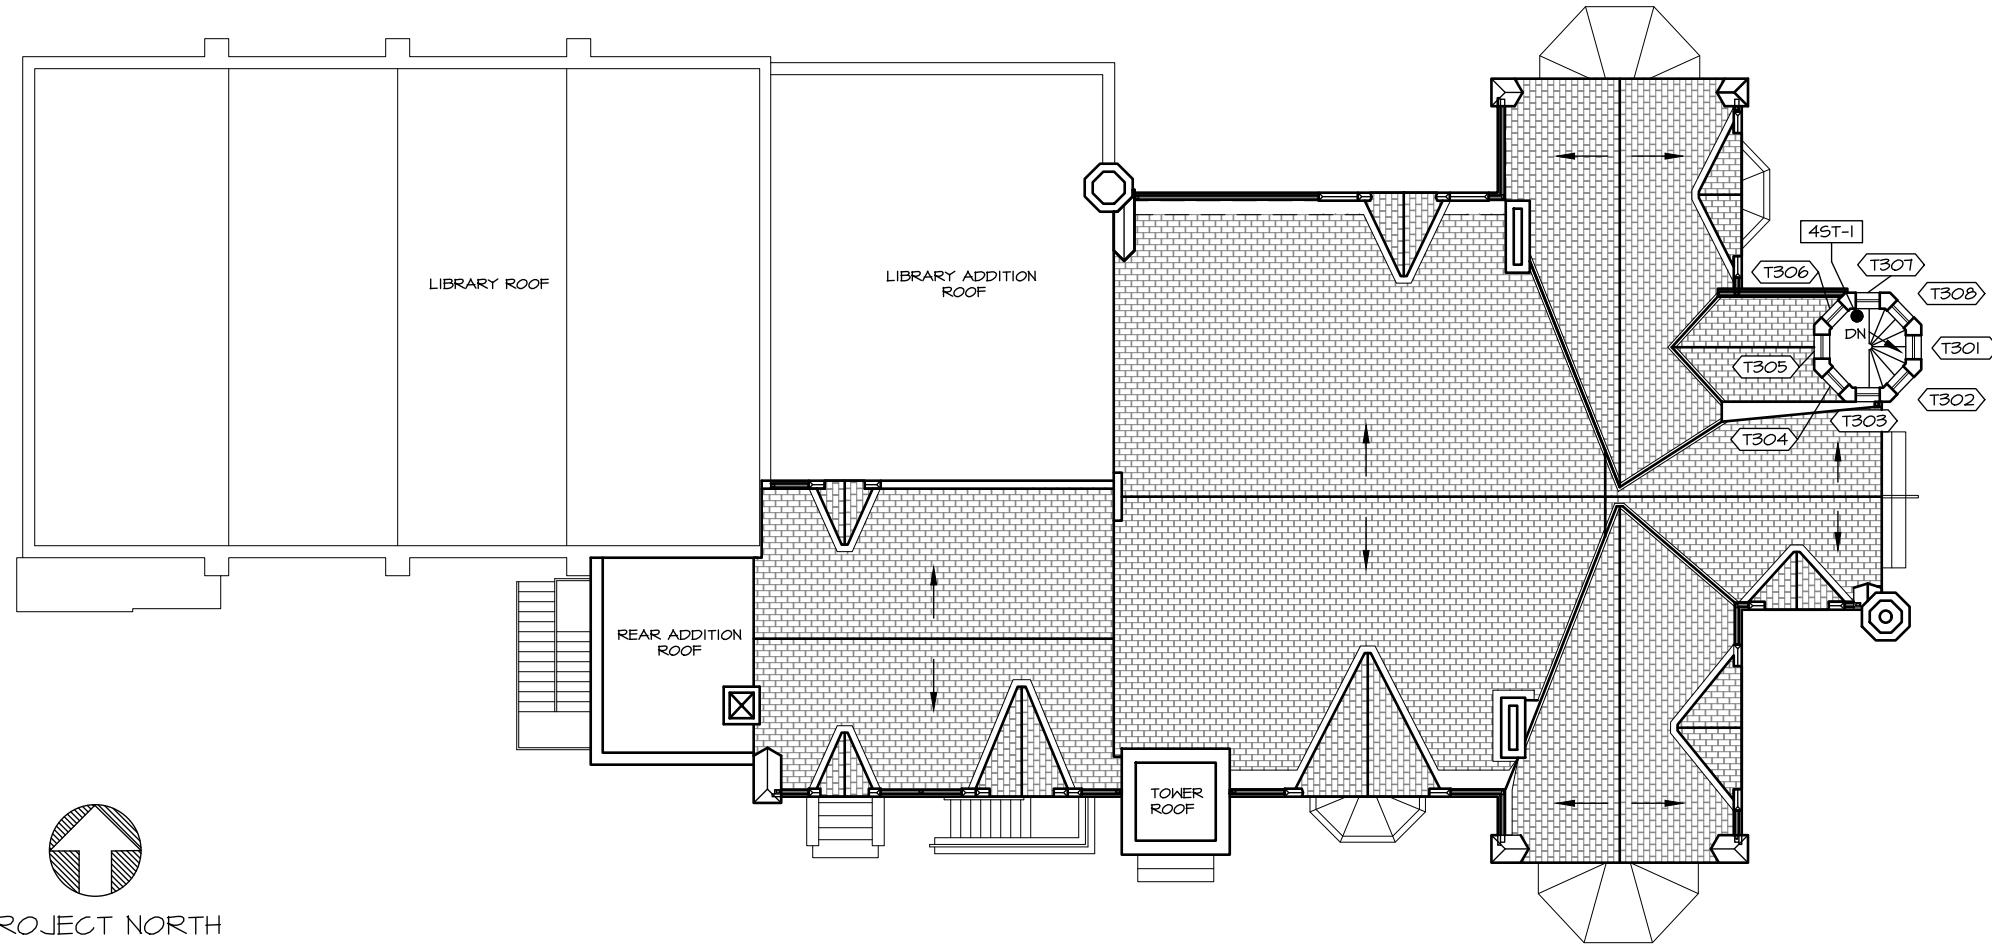 4ST-1
T306
T307
T308
LIBRARY ADDITION
ROOF
LIBRARY ROOF
DN
T301
T305
T302
T303
T304
REAR ADDITION
ROOF
TOWER
ROOF
ROJECT NORTH